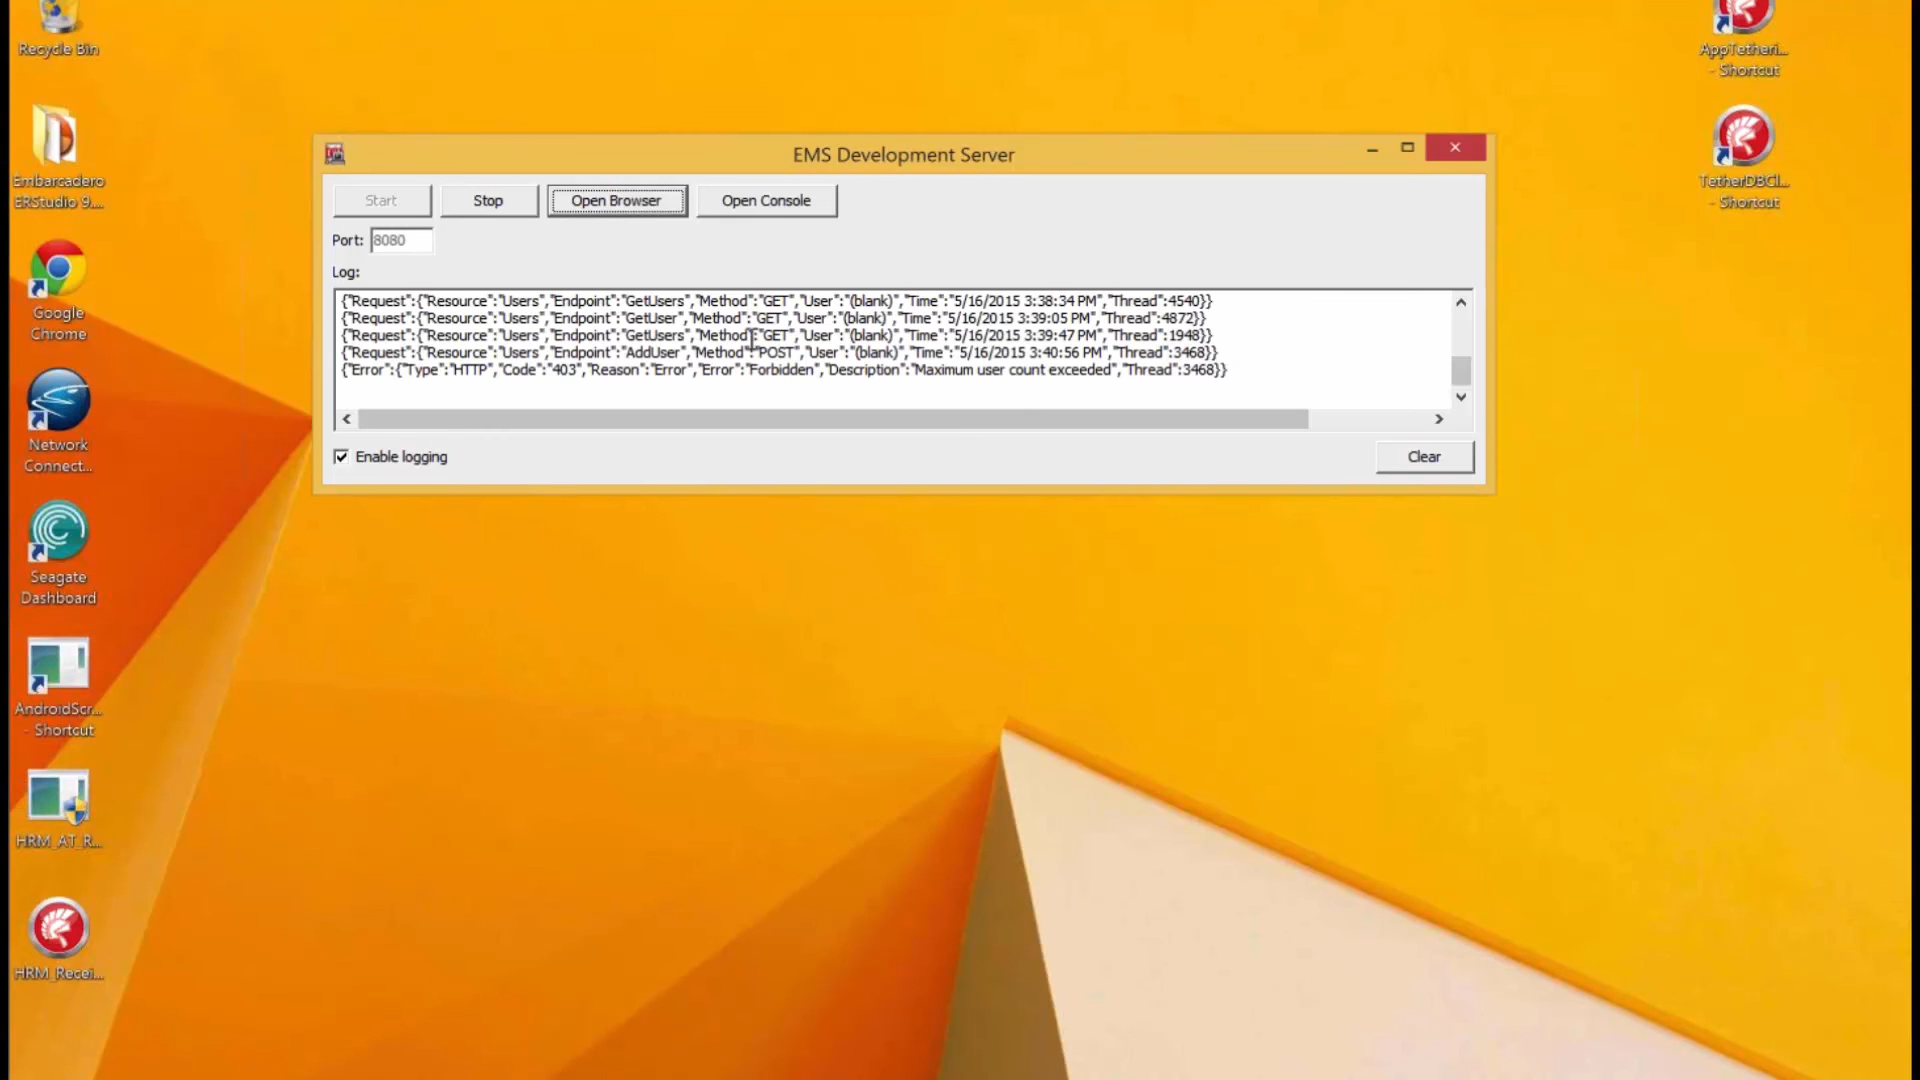 Recycle Bin
Embarcadero
ERStudio 9....
Google
Chrome
Network
Connect...
Seagate
Dashboard
AndroidScr...
- Shortcut
HRM_AT_R...
HRM_Recei...
AppTetheri...
- Shortcut
TetherDBCl...
- Shortcut
EMS Development Server
Start Stop Open Browser Open Console
Port: 8080
Log:
{"Request":{"Resource":"Users","Endpoint":"GetUsers","Method":"GET","User":"(blank)","Time":"5/16/2015 3:38:34 PM","Thread":4540}}
{"Request":{"Resource":"Users","Endpoint":"GetUser","Method":"GET","User":"(blank)","Time":"5/16/2015 3:39:05 PM","Thread":4872}}
{"Request":{"Resource":"Users","Endpoint":"GetUsers","Method":"GET","User":"(blank)","Time":"5/16/2015 3:39:47 PM","Thread":1948}}
{"Request":{"Resource":"Users","Endpoint":"AddUser","Method":"POST","User":"(blank)","Time":"5/16/2015 3:40:56 PM","Thread":3468}}
{"Error":{"Type":"HTTP","Code":"403","Reason":"Error","Error":"Forbidden","Description":"Maximum user count exceeded","Thread":3468}}
Enable logging
Clear